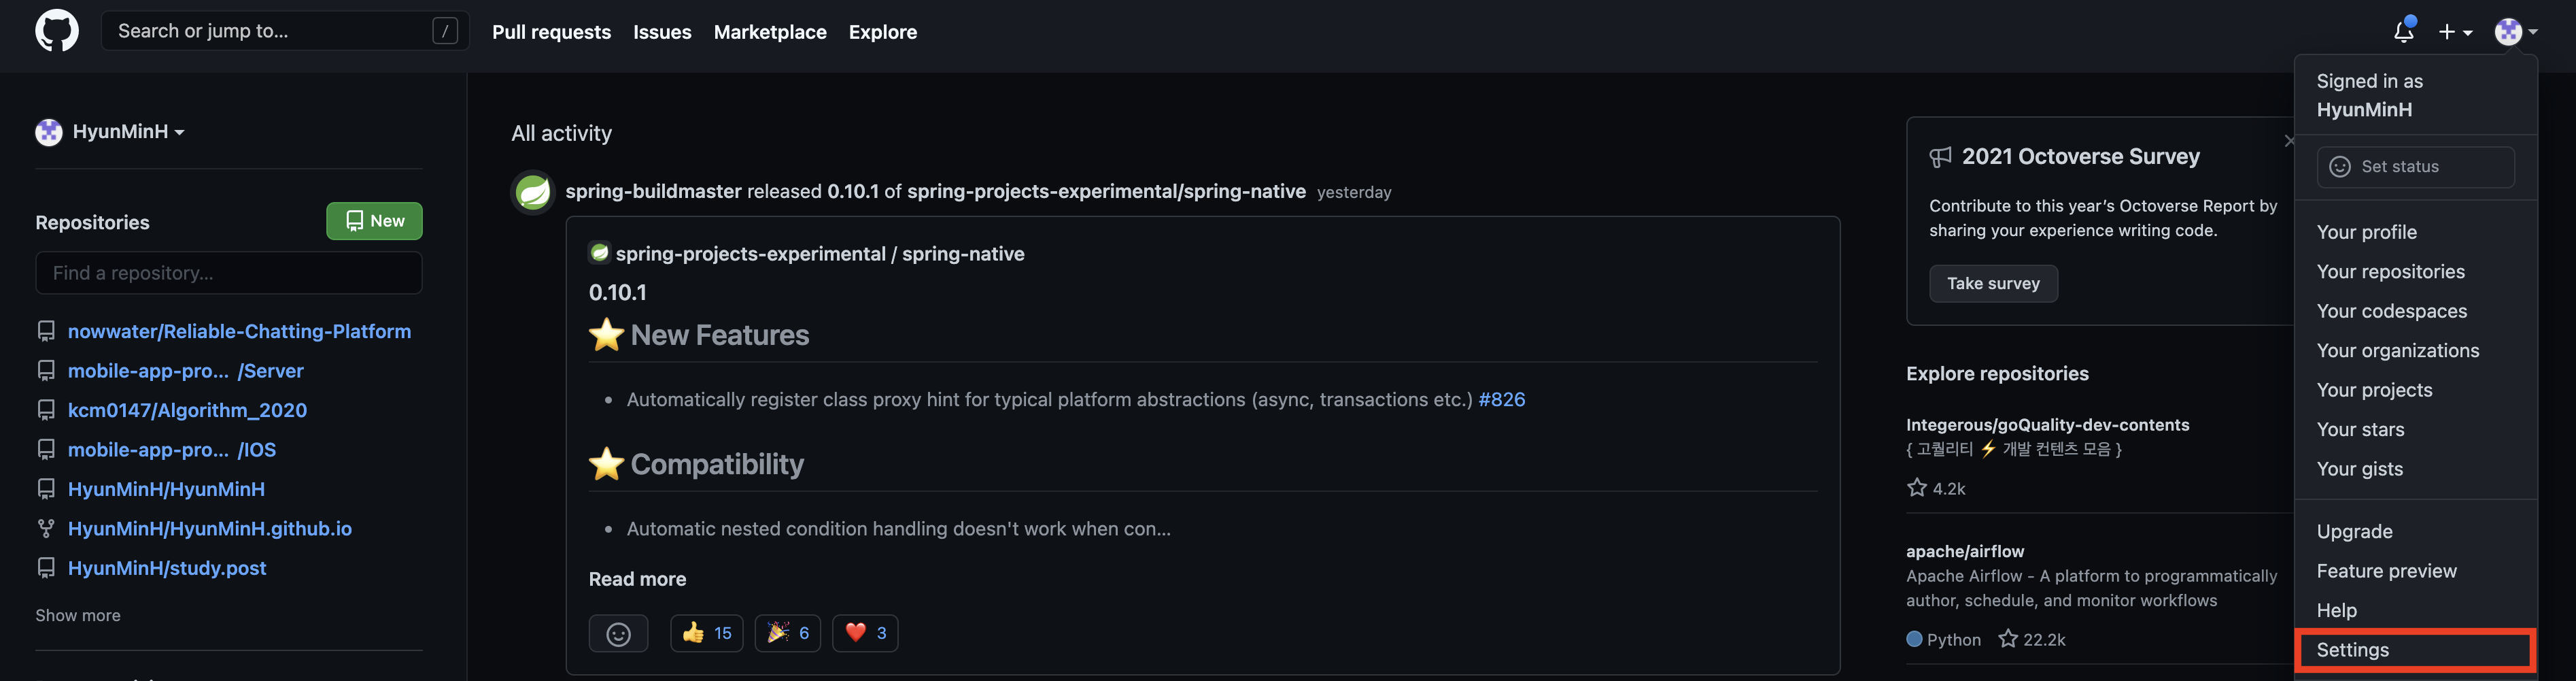 Search or jump to... /
Pull requests Issues Marketplace Explore
HyunMinH
Repositories
New
Find a repository...
nowwater/Reliable-Chatting-Platform
mobile-app-pro... /Server
kcm0147/Algorithm_2020
mobile-app-pro... /IOS
HyunMinH/HyunMinH
HyunMinH/HyunMinH.github.io
HyunMinH/study.post
Show more
All activity
spring-buildmaster released 0.10.1 of spring-projects-experimental/spring-native yesterday
spring-projects-experimental / spring-native
0.10.1
⭐ New Features
• Automatically register class proxy hint for typical platform abstractions (async, transactions etc.) #826
⭐ Compatibility
• Automatic nested condition handling doesn't work when con...
Read more
👍 15 🎉 6 ❤️ 3
2021 Octoverse Survey
Contribute to this year’s Octoverse Report by
sharing your experience writing code.
Take survey
Explore repositories
Integerous/goQuality-dev-contents
{ 고퀄리티 ⚡ 개발 컨텐츠 모음 }
4.2k
apache/airflow
Apache Airflow - A platform to programmatically
author, schedule, and monitor workflows
Python 22.2k
Signed in as
HyunMinH
Set status
Your profile
Your repositories
Your codespaces
Your organizations
Your projects
Your stars
Your gists
Upgrade
Feature preview
Help
Settings